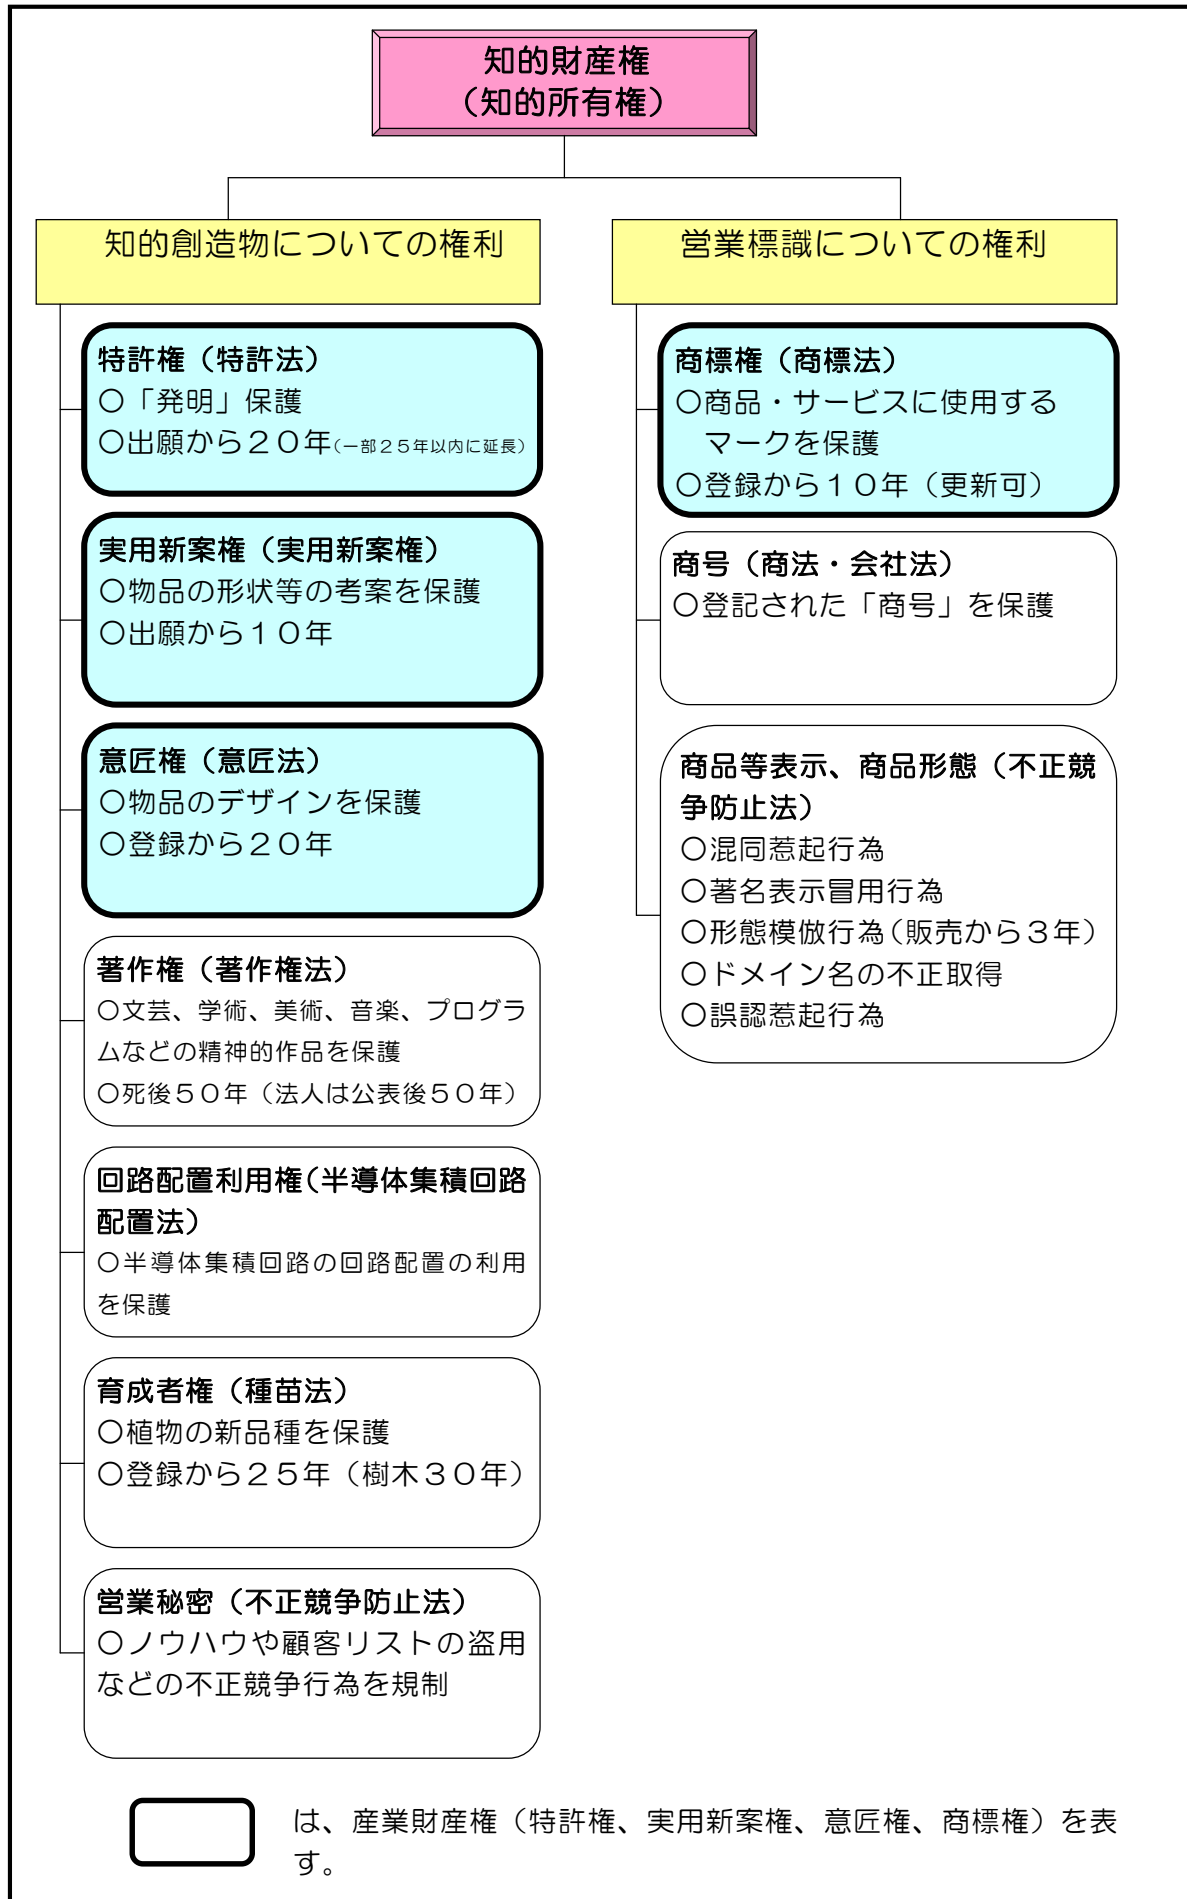 知的財産権
（知的所有権）
知的創造物についての権利
特許権（特許法）
○「発明」保護
○出願から２０年（一部２５年以内に延長）
実用新案権（実用新案権）
○物品の形状等の考案を保護
○出願から１０年
意匠権（意匠法）
○物品のデザインを保護
○登録から２０年
著作権（著作権法）
○文芸、学術、美術、音楽、プログラ
ムなどの精神的作品を保護
○死後５０年（法人は公表後５０年）
回路配置利用権（半導体集積回路
配置法）
○半導体集積回路の回路配置の利用
を保護
育成者権（種苗法）
○植物の新品種を保護
○登録から２５年（樹木３０年）
営業秘密（不正競争防止法）
○ノウハウや顧客リストの盗用
などの不正競争行為を規制
営業標識についての権利
商標権（商標法）
○商品・サービスに使用する
マークを保護
○登録から１０年（更新可）
商号（商法・会社法）
○登記された「商号」を保護
商品等表示、商品形態（不正競
争防止法）
○混同惹起行為
○著名表示冒用行為
○形態模倣行為（販売から３年）
○ドメイン名の不正取得
○誤認惹起行為
は、産業財産権（特許権、実用新案権、意匠権、商標権）を表
す。